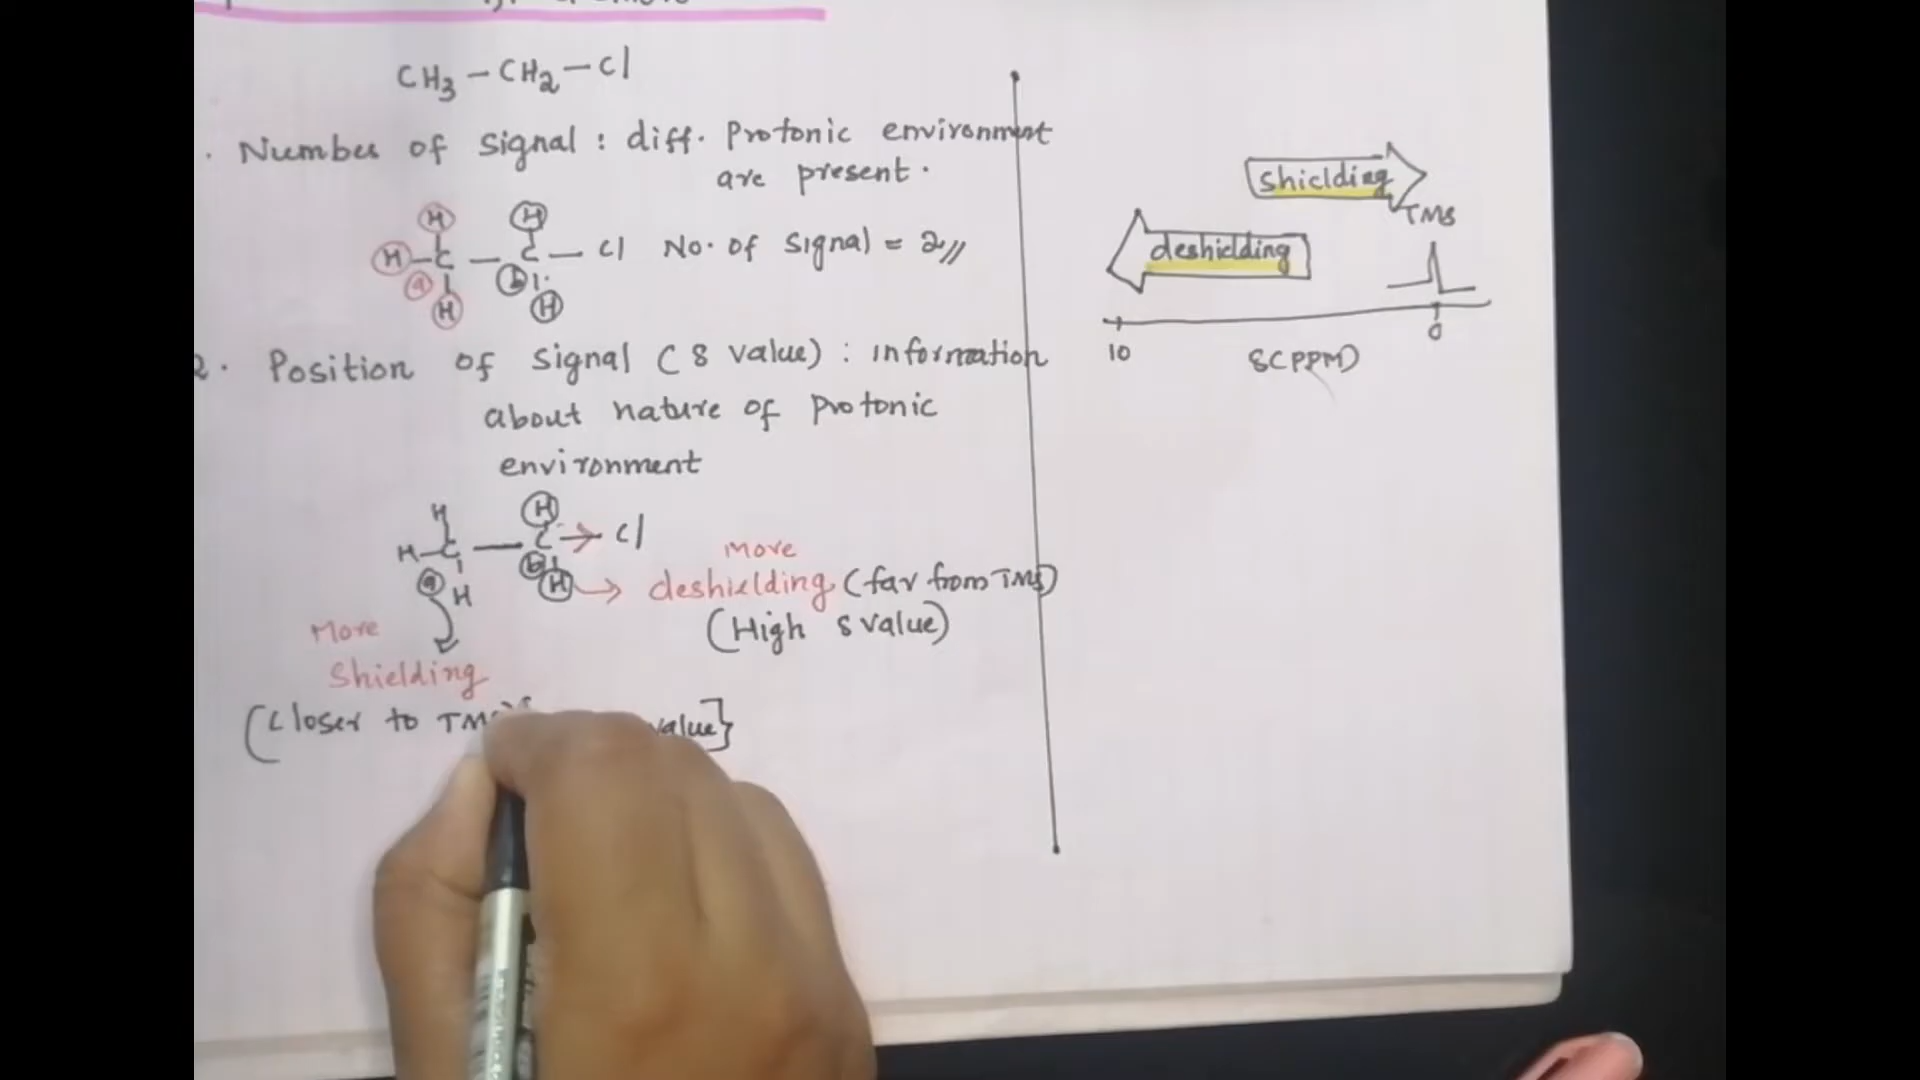 CH3 - CH2 - Cl
. Number of Signal : diff. Protonic environment
are present.
H H
H - C - C - Cl No. of Signal = 2//
a b
H H
2. Position of Signal (δ value) : information
about nature of Protonic
environment
H H
H - C - C → Cl
a b
H H → More
deshielding (far from TMS)
(High δ value)
More
Shielding
(Closer to TMS value]
shielding
TMS
deshielding
10 0
δ(PPM)